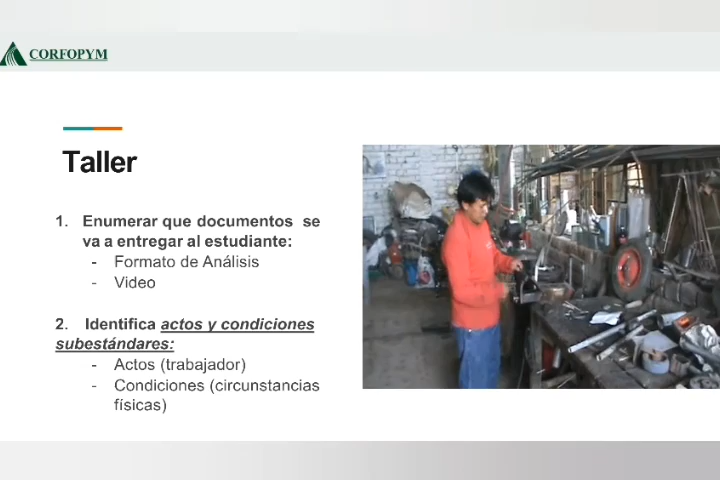 CORFOPYM
Taller
1. Enumerar que documentos se
va a entregar al estudiante:
- Formato de Análisis
- Video
2. Identifica actos y condiciones
subestándares:
- Actos (trabajador)
- Condiciones (circunstancias
físicas)